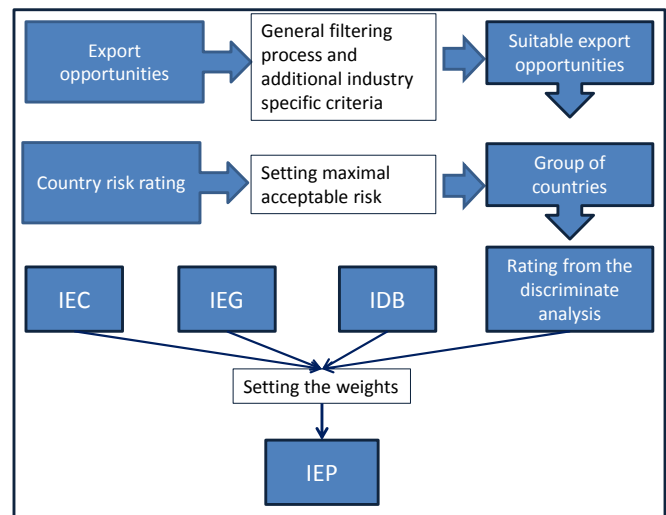 Export
opportunities
General filtering
process and
additional industry
specific criteria
Suitable export
opportunities
Country risk rating
Setting maximal
acceptable risk
Group of
countries
IEC
IEG
IDB
Rating from the
discriminate
analysis
Setting the weights
IEP